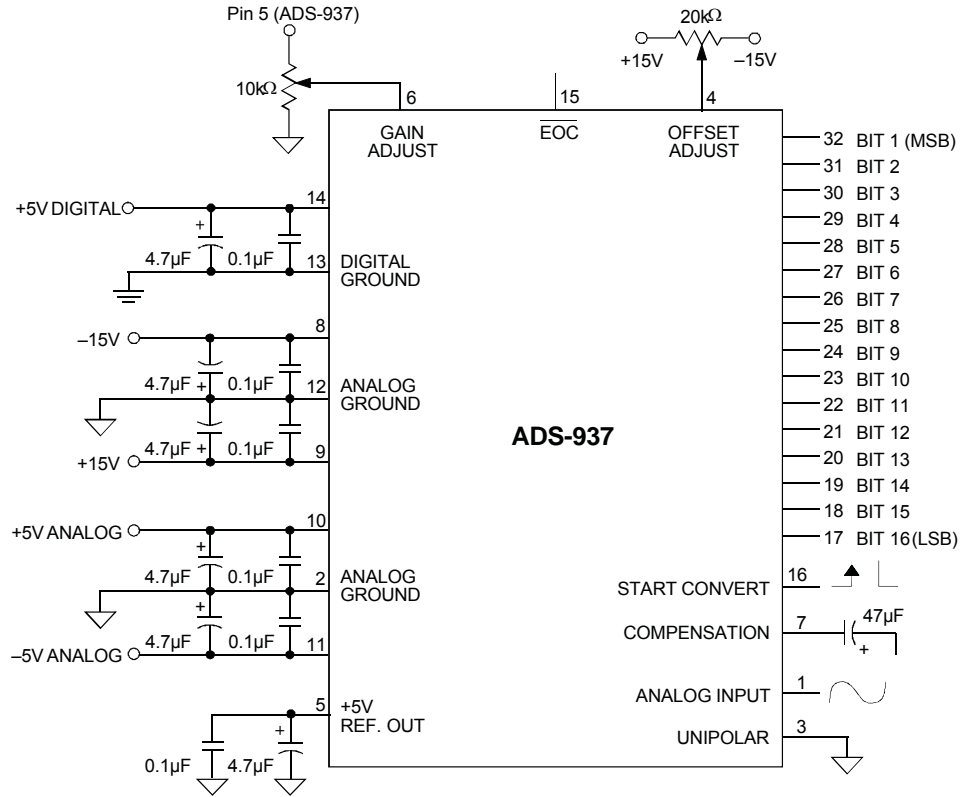 Pin 5 (ADS-937)
20kΩ
+15V –15V
10kΩ
6 15 4
GAIN ADJUST
EOC
OFFSET ADJUST
+5V DIGITAL 14
+
4.7µF 0.1µF 13
DIGITAL GROUND
–15V 8
4.7µF + 0.1µF 12
ANALOG GROUND
4.7µF + 0.1µF
+15V 9
+5V ANALOG 10
+
4.7µF 0.1µF 2
ANALOG GROUND
+
4.7µF 0.1µF
–5V ANALOG 11
5 +5V REF. OUT
+
0.1µF 4.7µF
ADS-937
32 BIT 1 (MSB)
31 BIT 2
30 BIT 3
29 BIT 4
28 BIT 5
27 BIT 6
26 BIT 7
25 BIT 8
24 BIT 9
23 BIT 10
22 BIT 11
21 BIT 12
20 BIT 13
19 BIT 14
18 BIT 15
17 BIT 16 (LSB)
START CONVERT 16
COMPENSATION 7 47µF
+
ANALOG INPUT 1
UNIPOLAR 3